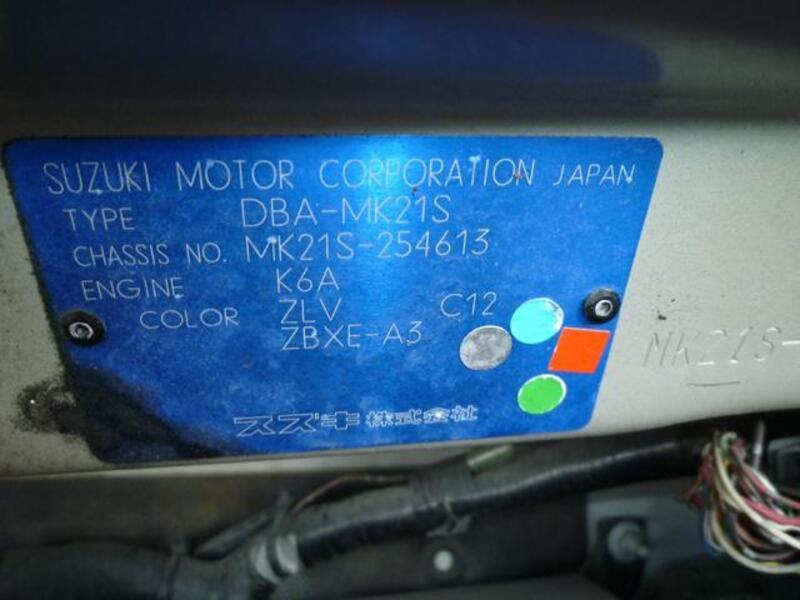 SUZUKI MOTOR CORPORATION JAPAN
TYPE DBA-MK21S
CHASSIS NO. MK21S-254613
ENGINE K6A
COLOR ZLV C12
ZBXE-A3
スズキ株式会社
MK21S-